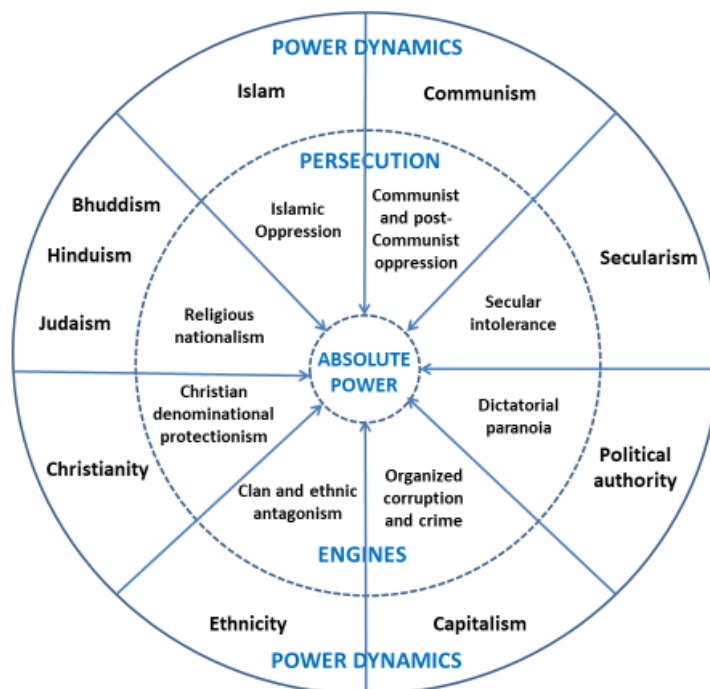 POWER DYNAMICS
Islam
Communism
PERSECUTION
Bhuddism
Hinduism
Judaism
Islamic
Oppression
Communist
and post-
Communist
oppression
Secularism
Religious
nationalism
Secular
intolerance
ABSOLUTE
POWER
Christian
denominational
protectionism
Dictatorial
paranoia
Christianity
Political
authority
Clan and ethnic
antagonism
Organized
corruption
and crime
ENGINES
Ethnicity
Capitalism
POWER DYNAMICS